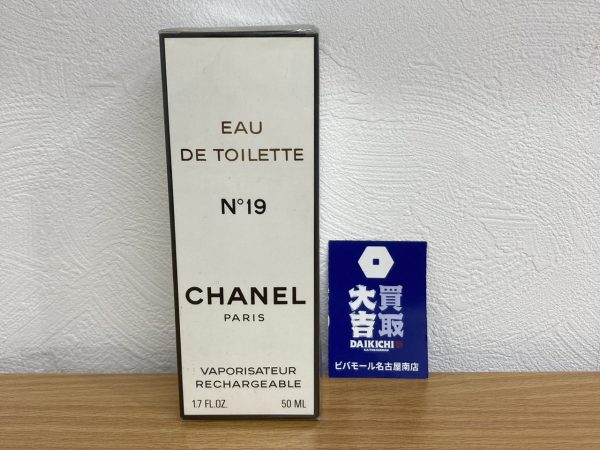 EAU
DE TOILETTE
N°19
CHANEL
PARIS
VAPORISATEUR
RECHARGEABLE
1.7 FL.OZ. 50 ML
買取
大吉
DAIKICHI
ビバモール名古屋南店